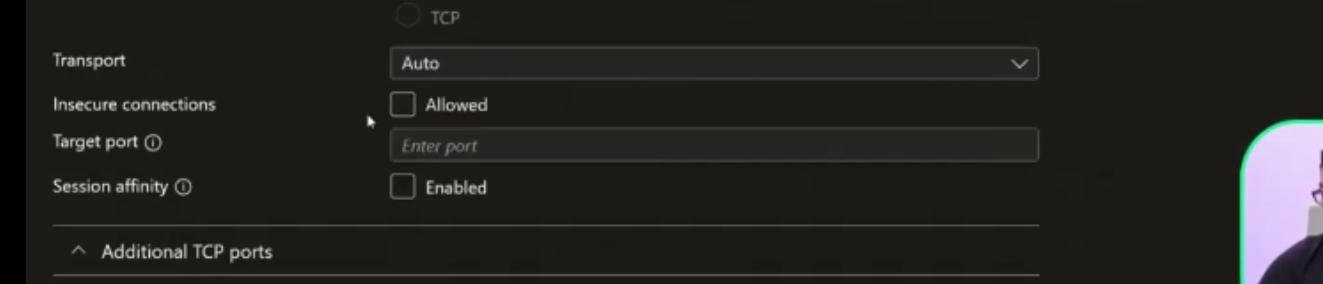 TCP
Transport
Auto
Insecure connections
Allowed
Target port
Enter port
Session affinity
Enabled
Additional TCP ports